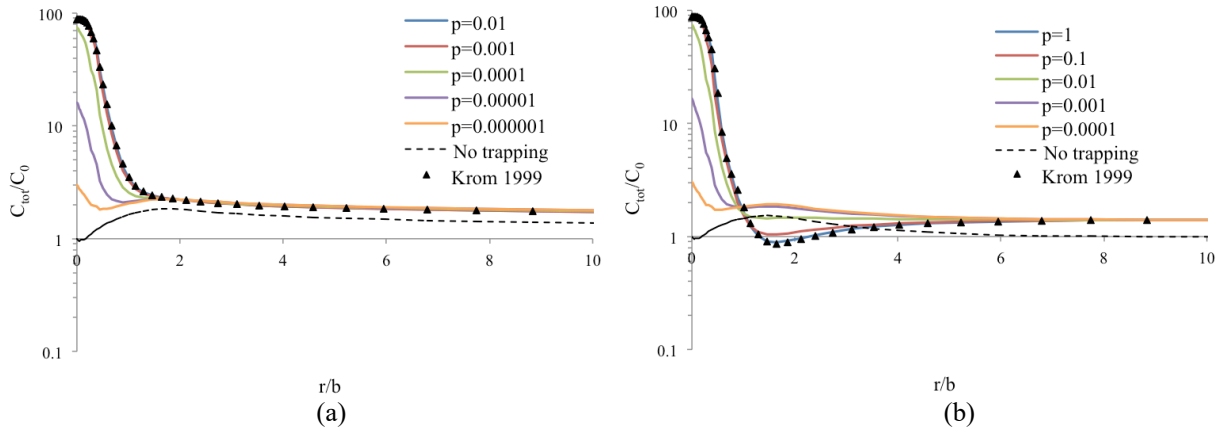 100
10
1
0.1
C_tot/C_0
0
2
4
6
8
10
r/b
p=0.01
p=0.001
p=0.0001
p=0.00001
p=0.000001
No trapping
Krom 1999
(a)
100
10
1
0.1
C_tot/C_0
0
2
4
6
8
10
r/b
p=1
p=0.1
p=0.01
p=0.001
p=0.0001
No trapping
Krom 1999
(b)